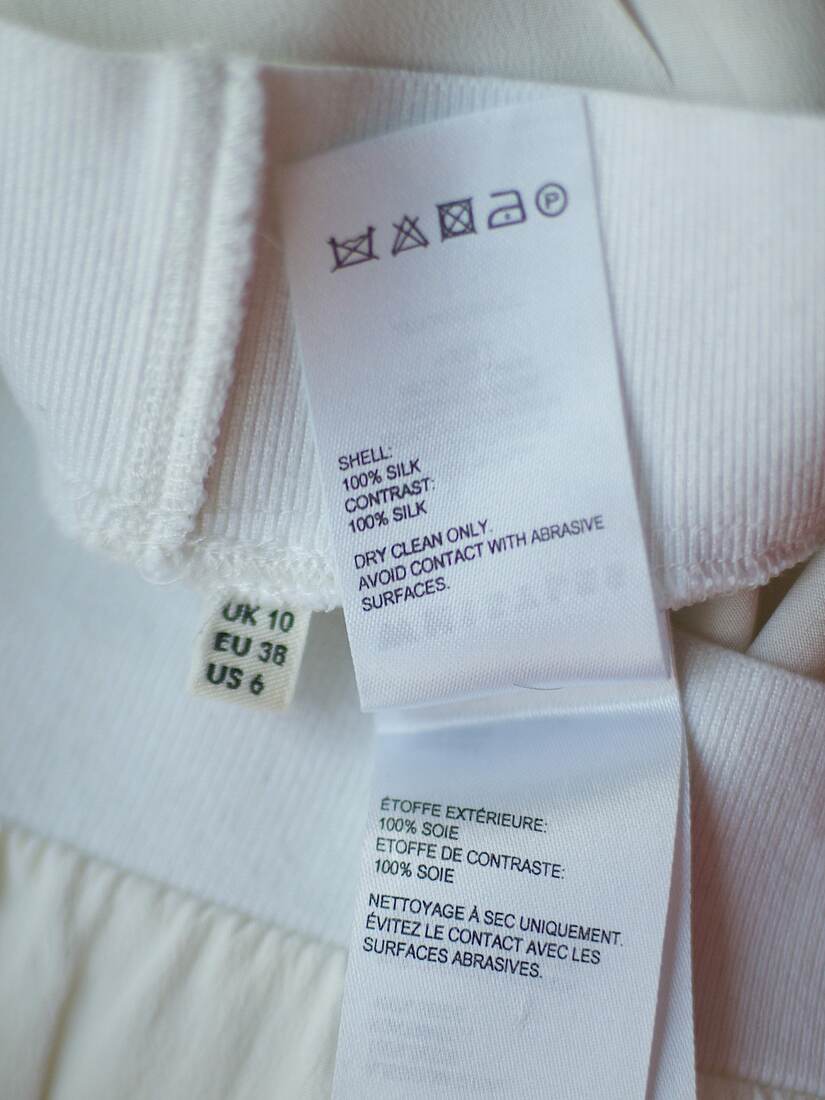 P
SHELL:
100% SILK
CONTRAST:
100% SILK
DRY CLEAN ONLY.
AVOID CONTACT WITH ABRASIVE
SURFACES.
UK 10
EU 38
US 6
ÉTOFFE EXTÉRIEURE:
100% SOIE
ETOFFE DE CONTRASTE:
100% SOIE
NETTOYAGE À SEC UNIQUEMENT.
ÉVITEZ LE CONTACT AVEC LES
SURFACES ABRASIVES.